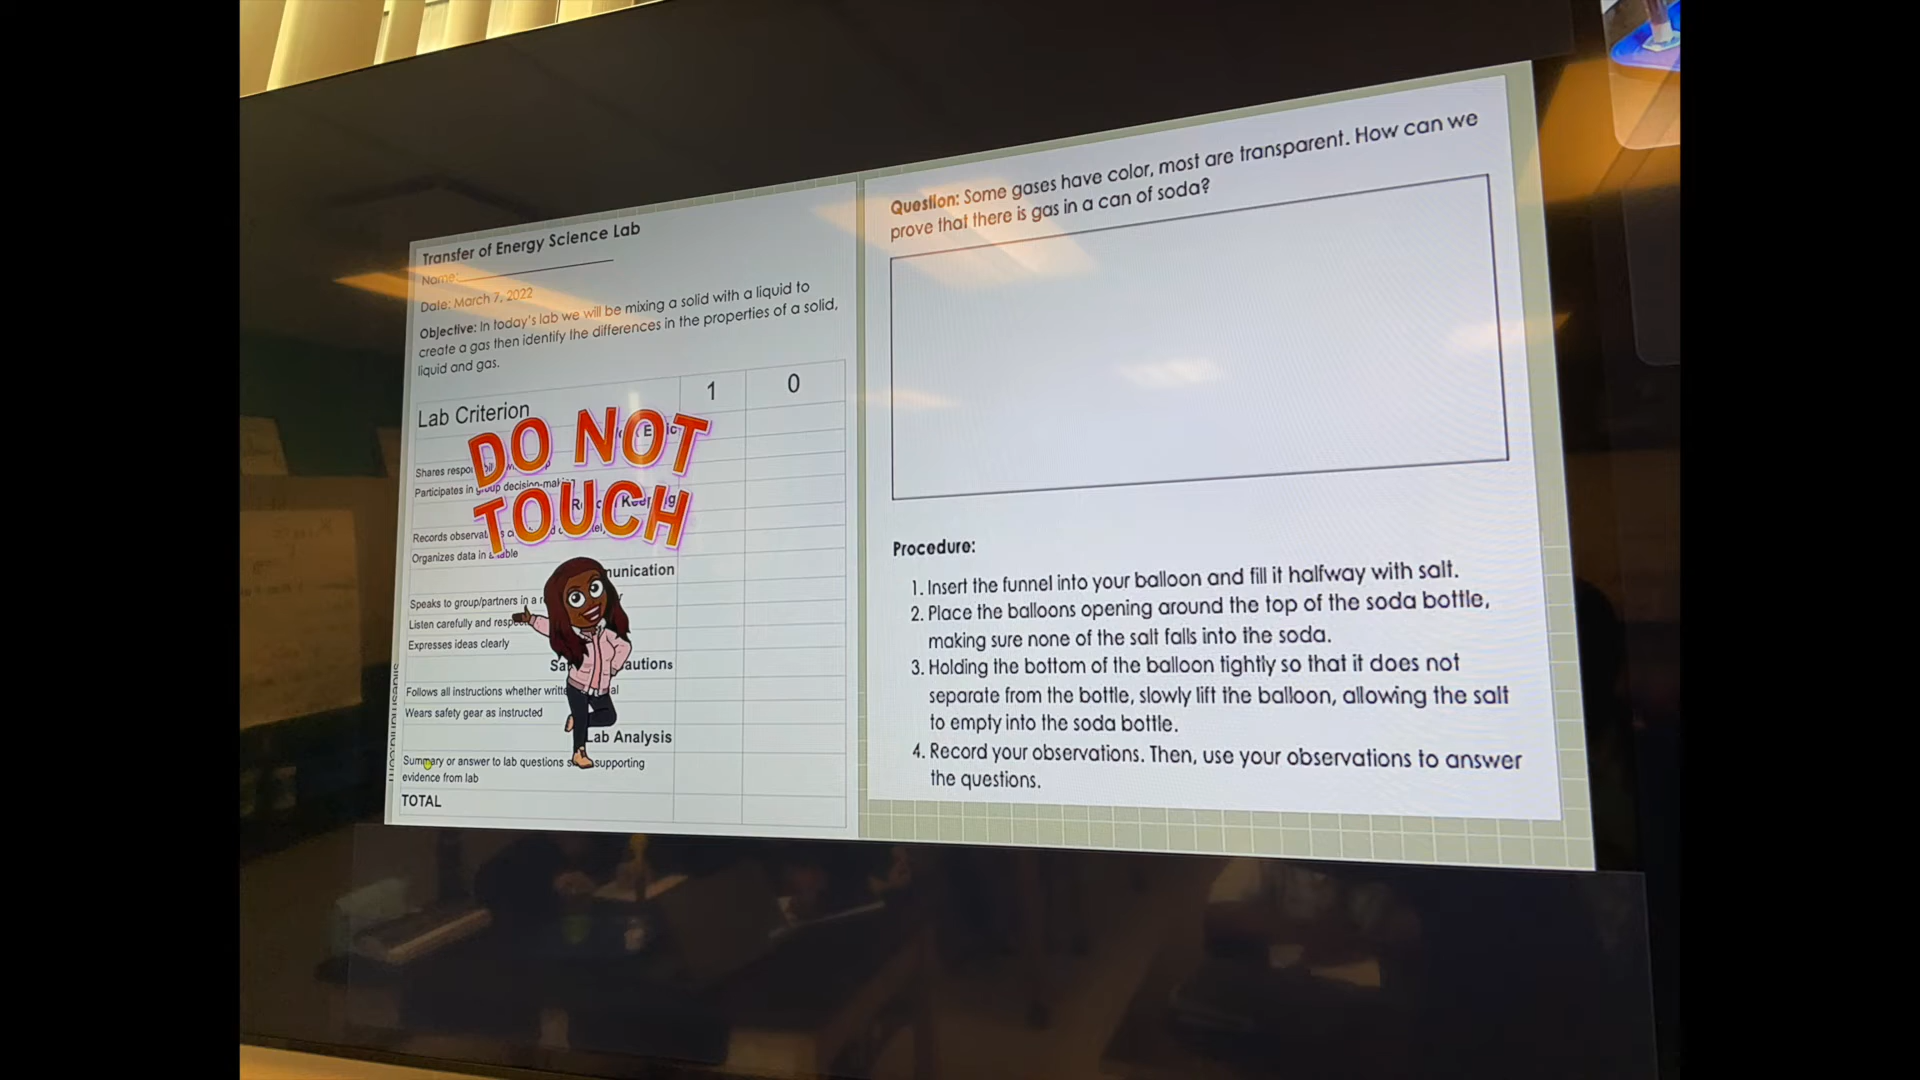 Transfer of Energy Science Lab
Name:
Date: March 7, 2022
Objective: In today's lab we will be mixing a solid with a liquid to
create a gas then identify the differences in the properties of a solid,
liquid and gas.
Lab Criterion 1 0
DO NOT
TOUCH
Shares
Participates in group decision-making
Records
Organizes data in a table
Speaks to group/partners in a
Listen carefully and
Expresses ideas clearly
Follows all instructions whether
Wears safety gear as instructed
Lab Analysis
Summary or answer to lab questions supporting
evidence from lab
TOTAL
Question: Some gases have color, most are transparent. How can we
prove that there is gas in a can of soda?
Procedure:
1. Insert the funnel into your balloon and fill it halfway with salt.
2. Place the balloons opening around the top of the soda bottle,
making sure none of the salt falls into the soda.
3. Holding the bottom of the balloon tightly so that it does not
separate from the bottle, slowly lift the balloon, allowing the salt
to empty into the soda bottle.
4. Record your observations. Then, use your observations to answer
the questions.